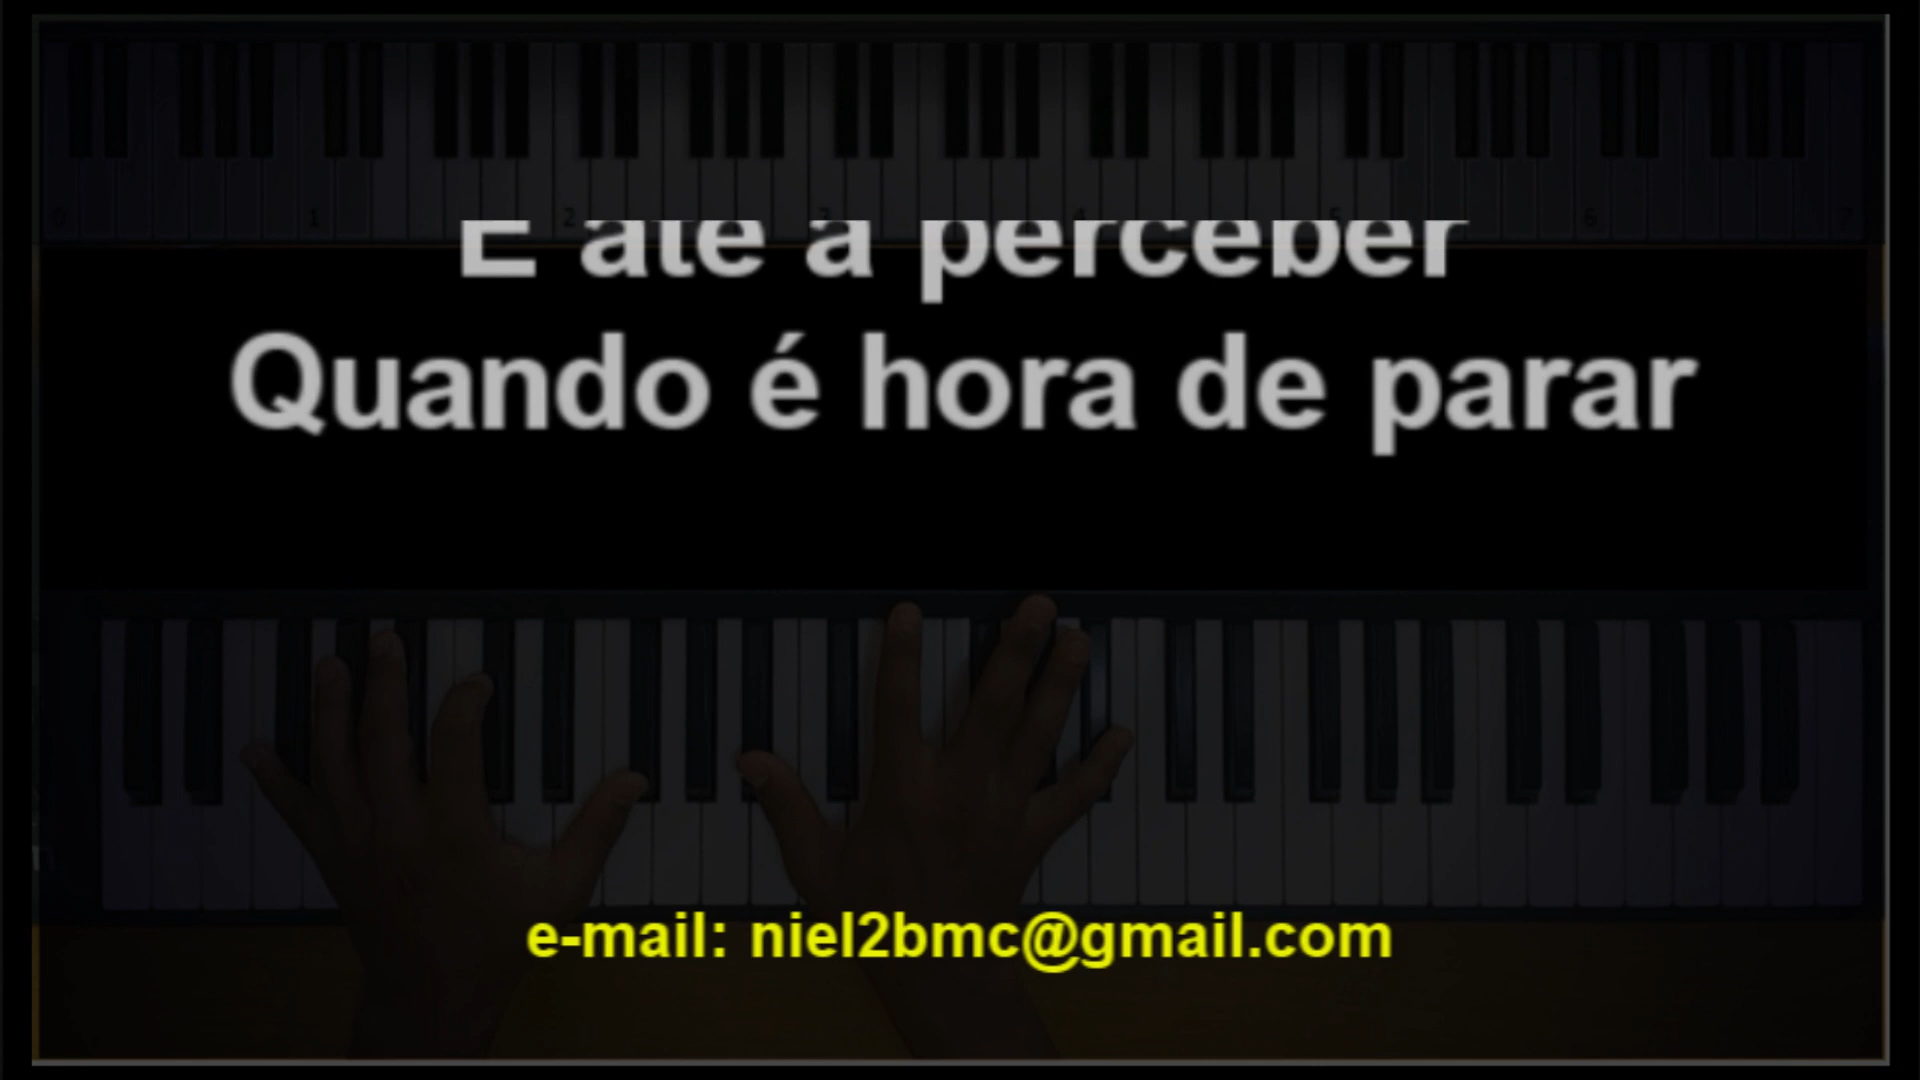 E até a perceber
Quando é hora de parar
e-mail: niel2bmc@gmail.com